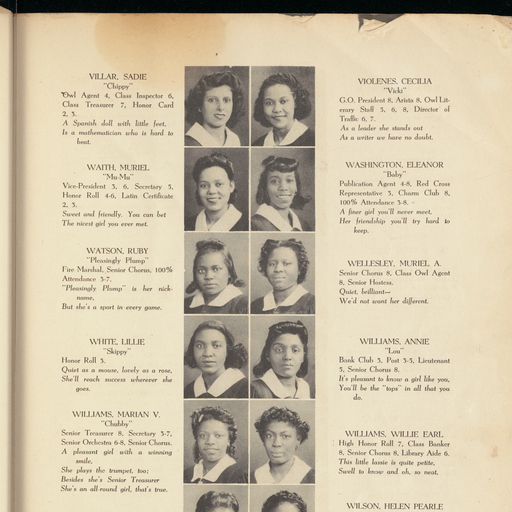 VILLAR, SADIE
"Chippy"
Owl Agent 4, Class Inspector 6,
Class Treasurer 7, Honor Card
2, 3.
A Spanish doll with little feet,
Is a mathematician who is hard to
beat.
WAITH, MURIEL
"Mu-Mu"
Vice-President 3, 6, Secretary 3,
Honor Roll 4-6, Latin Certificate
2, 3.
Sweet and friendly. You can bet
The nicest girl you ever met.
WATSON, RUBY
"Pleasingly Plump"
Fire Marshal, Senior Chorus, 100%
Attendance 3-7.
"Pleasingly Plump" is her nick-
name,
But she's a sport in every game.
WHITE, LILLIE
"Skippy"
Honor Roll 3.
Quiet as a mouse, lovely as a rose,
She'll reach success wherever she
goes.
WILLIAMS, MARIAN V.
"Chubby"
Senior Treasurer 8, Secretary 3-7,
Senior Orchestra 6-8, Senior Chorus.
A pleasant girl with a winning
smile,
She plays the trumpet, too;
Besides she's Senior Treasurer
She's an all-round girl, that's true.
VIOLENES, CECILIA
"Vicki"
G.O. President 8, Arista 8, Owl Lit-
erary Staff 5, 6, 8, Director of
Traffic 6, 7.
As a leader she stands out
As a writer we have no doubt.
WASHINGTON, ELEANOR
"Baby"
Publication Agent 4-8, Red Cross
Representative 3, Charm Club 8,
100% Attendance 3-8.
A finer girl you'll never meet,
Her friendship you'll try hard to
keep.
WELLESLEY, MURIEL A.
Senior Chorus 8, Class Owl Agent
8, Senior Hostess.
Quiet, brilliant—
We'd not want her different.
WILLIAMS, ANNIE
"Lou"
Bank Club 3, Post 3-5, Lieutenant
3, Senior Chorus 8.
It's pleasant to know a girl like you,
You'll be the "tops" in all that you
do.
WILLIAMS, WILLIE EARL
High Honor Roll 7, Class Banker
8, Senior Chorus 8, Library Aide 6.
This little lassie is quite petite,
Swell to know and oh, so neat.
WILSON, HELEN PEARLE